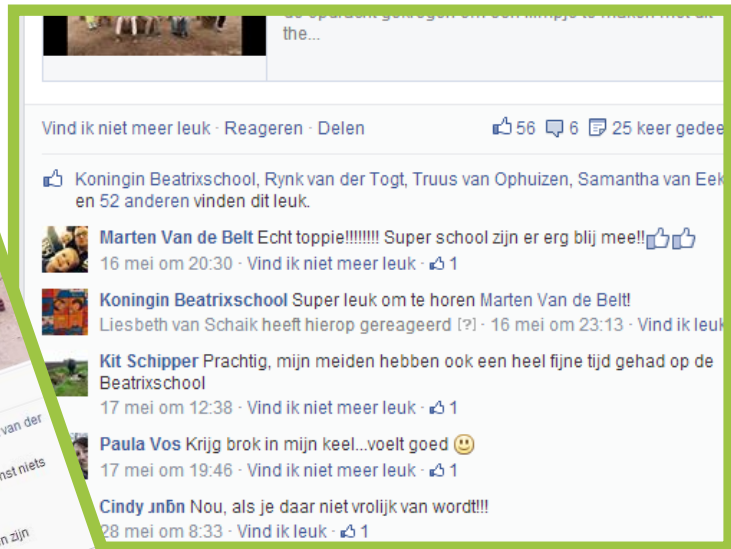 the...
Vind ik niet meer leuk · Reageren · Delen 56 6 25 keer gedee
Koningin Beatrixschool, Rynk van der Togt, Truus van Ophuizen, Samantha van Eek
en 52 anderen vinden dit leuk.
Marten Van de Belt Echt toppie!!!!!!!! Super school zijn er erg blij mee!!
16 mei om 20:30 · Vind ik niet meer leuk · 1
Koningin Beatrixschool Super leuk om te horen Marten Van de Belt!
Liesbeth van Schaik heeft hierop gereageerd [?] · 16 mei om 23:13 · Vind ik leuk
Kit Schipper Prachtig, mijn meiden hebben ook een heel fijne tijd gehad op de
Beatrixschool
17 mei om 12:38 · Vind ik niet meer leuk · 1
Paula Vos Krijg brok in mijn keel...voelt goed
17 mei om 19:46 · Vind ik niet meer leuk · 1
Cindy Nou, als je daar niet vrolijk van wordt!!!
28 mei om 8:33 · Vind ik leuk · 1
van der
nst niets
n zijn